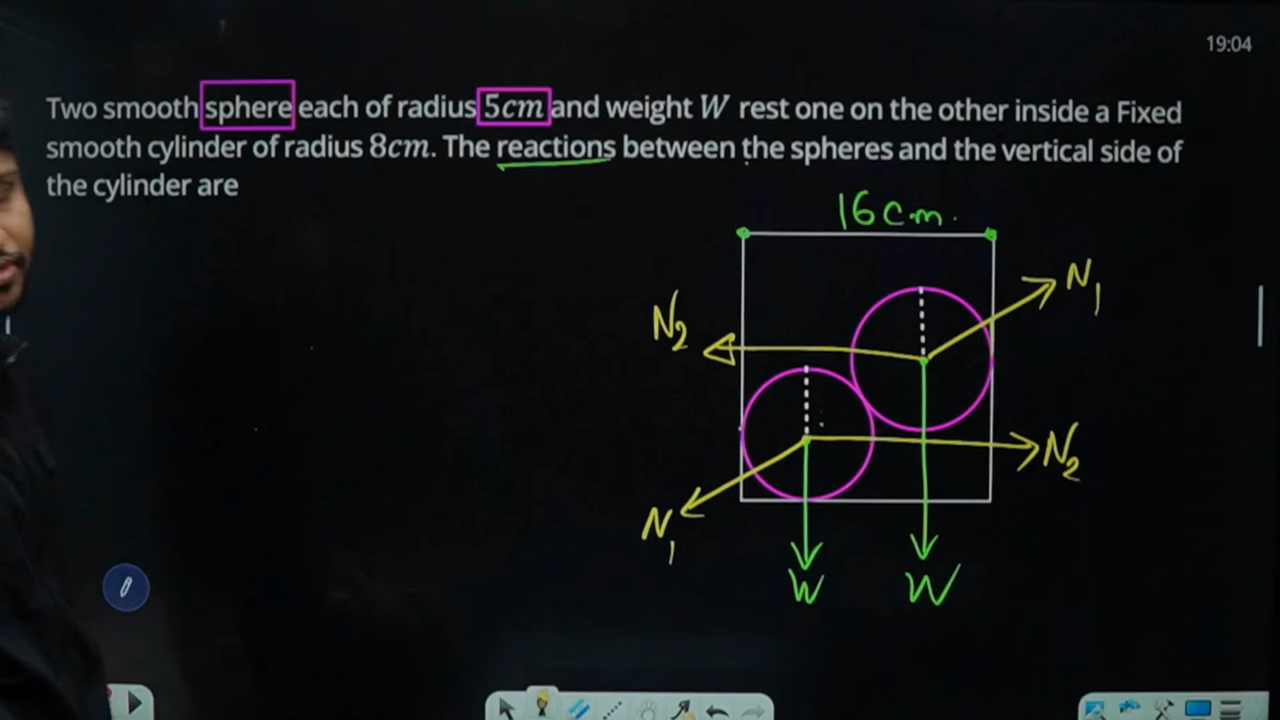 19:04
Two smooth sphere each of radius 5cm and weight W rest one on the other inside a Fixed
smooth cylinder of radius 8cm. The reactions between the spheres and the vertical side of
the cylinder are
16cm.
N₁
N₂
N₂
N₁
W
W